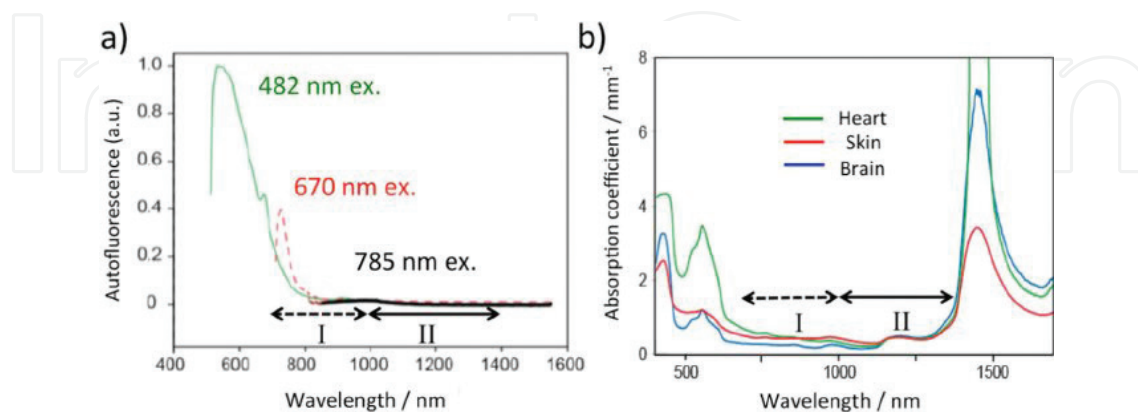 a)
482 nm ex.
670 nm ex.
785 nm ex.
I
II
Autofluorescence (a.u.)
1.0
0.8
0.6
0.4
0.2
0
400
600
800
1000
1200
1400
1600
Wavelength / nm
b)
Heart
Skin
Brain
I
II
Absorption coefficient / mm⁻¹
8
6
4
2
0
500
1000
1500
Wavelength / nm